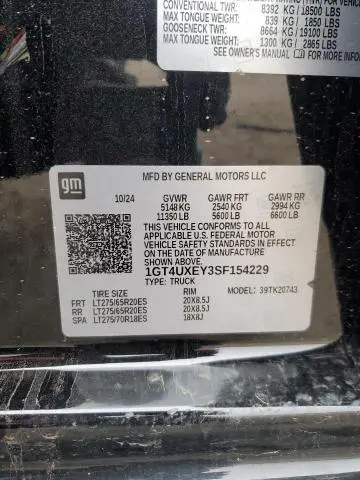 CONVENTIONAL TWR: 8392 KG / 18500 LBS
MAX TONGUE WEIGHT: 839 KG / 1850 LBS
GOOSENECK TWR: 8664 KG / 19100 LBS
MAX TONGUE WEIGHT: 1300 KG / 2865 LBS
SEE OWNER'S MANUAL FOR MORE INFOR
gm
MFD BY GENERAL MOTORS LLC
10/24 GVWR GAWR FRT GAWR RR
5148 KG 2540 KG 2994 KG
11350 LB 5600 LB 6600 LB
THIS VEHICLE CONFORMS TO ALL
APPLICABLE U.S. FEDERAL MOTOR
VEHICLE SAFETY STANDARDS IN EFFECT ON
THE DATE OF MANUFACTURE SHOWN ABOVE.
1GT4UXEY3SF154229
TYPE: TRUCK
MODEL: 39TK20743
TIRE SIZE RIM
FRT LT275/65R20ES 20X8.5J
RR LT275/65R20ES 20X8.5J
SPA LT275/70R18ES 18X8J